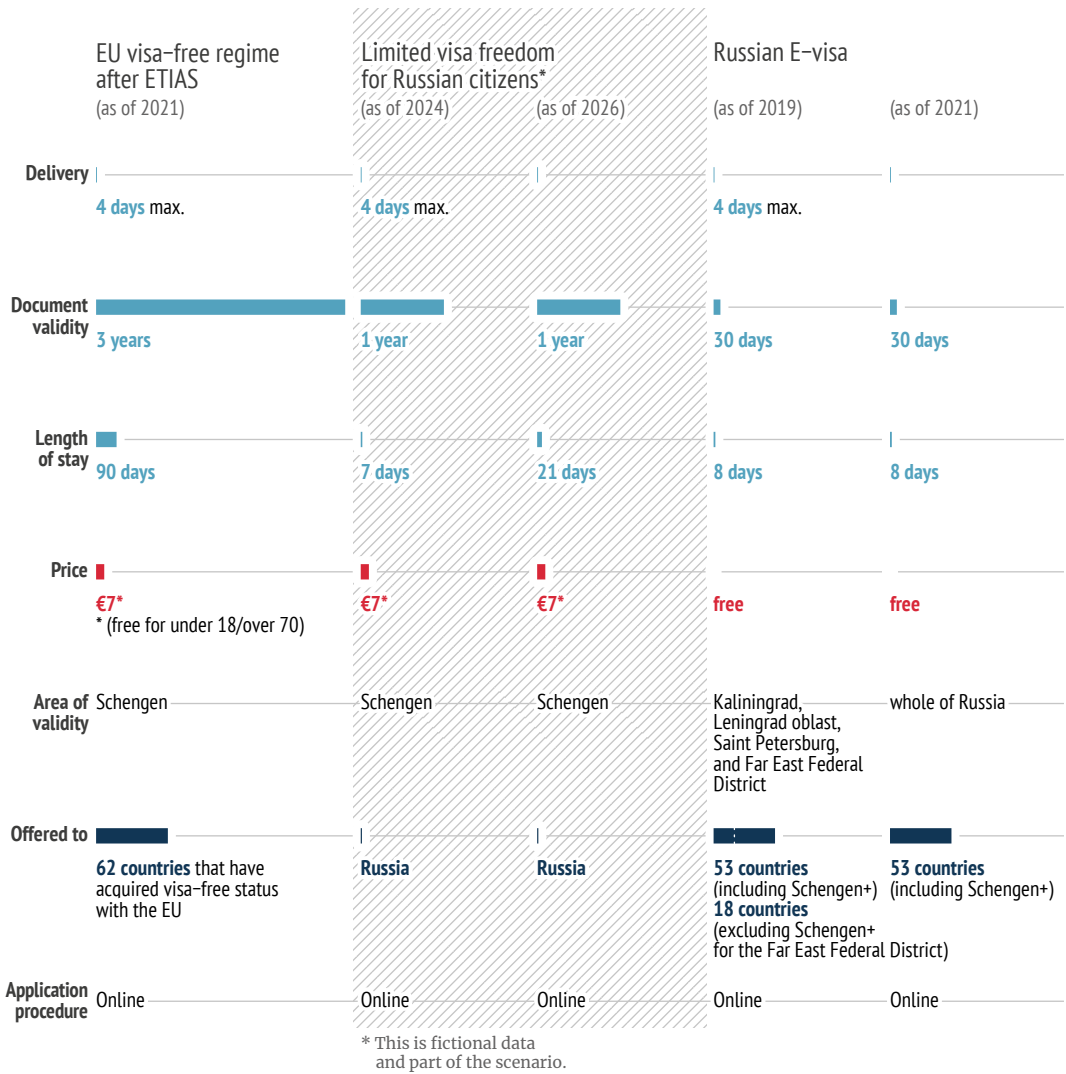 EU visa–free regime
after ETIAS
(as of 2021)
Limited visa freedom
for Russian citizens*
(as of 2024)
(as of 2026)
Russian E–visa
(as of 2019)
(as of 2021)
Delivery
4 days max.
4 days max.
4 days max.
Document
validity
3 years
1 year
1 year
30 days
30 days
Length
of stay
90 days
7 days
21 days
8 days
8 days
Price
€7*
* (free for under 18/over 70)
€7*
€7*
free
free
Area of
validity
Schengen
Schengen
Schengen
Kaliningrad,
Leningrad oblast,
Saint Petersburg,
and Far East Federal
District
whole of Russia
Offered to
62 countries that have
acquired visa–free status
with the EU
Russia
Russia
53 countries
(including Schengen+)
18 countries
(excluding Schengen+
for the Far East Federal District)
53 countries
(including Schengen+)
Application
procedure
Online
Online
Online
Online
Online
* This is fictional data
and part of the scenario.